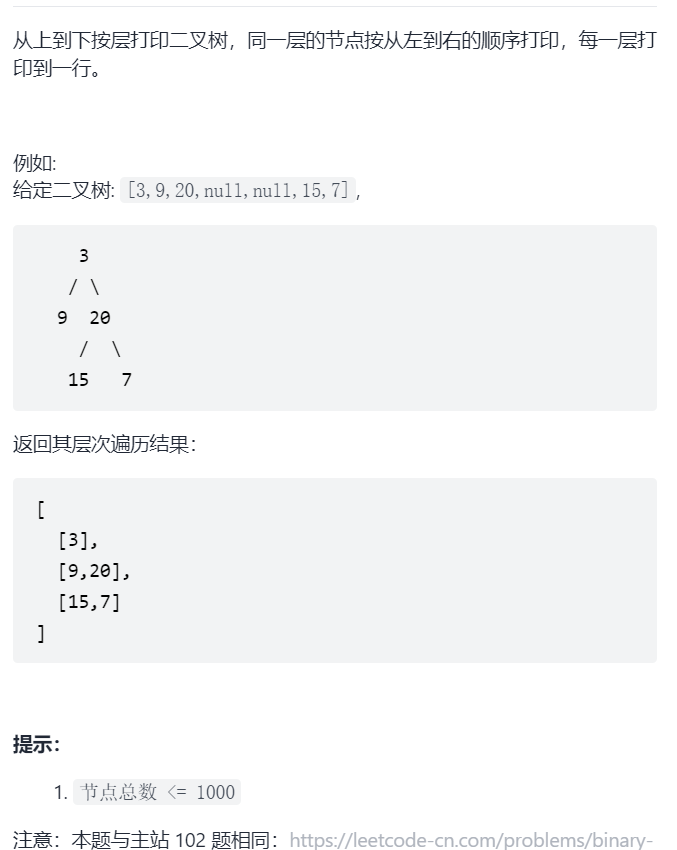 从上到下按层打印二叉树，同一层的节点按从左到右的顺序打印，每一层打
印到一行。
例如:
给定二叉树: [3,9,20,null,null,15,7],
3
/ \
9  20
/  \
15   7
返回其层次遍历结果：
[
[3],
[9,20],
[15,7]
]
提示：
1. 节点总数 <= 1000
注意：本题与主站 102 题相同：https://leetcode-cn.com/problems/binary-